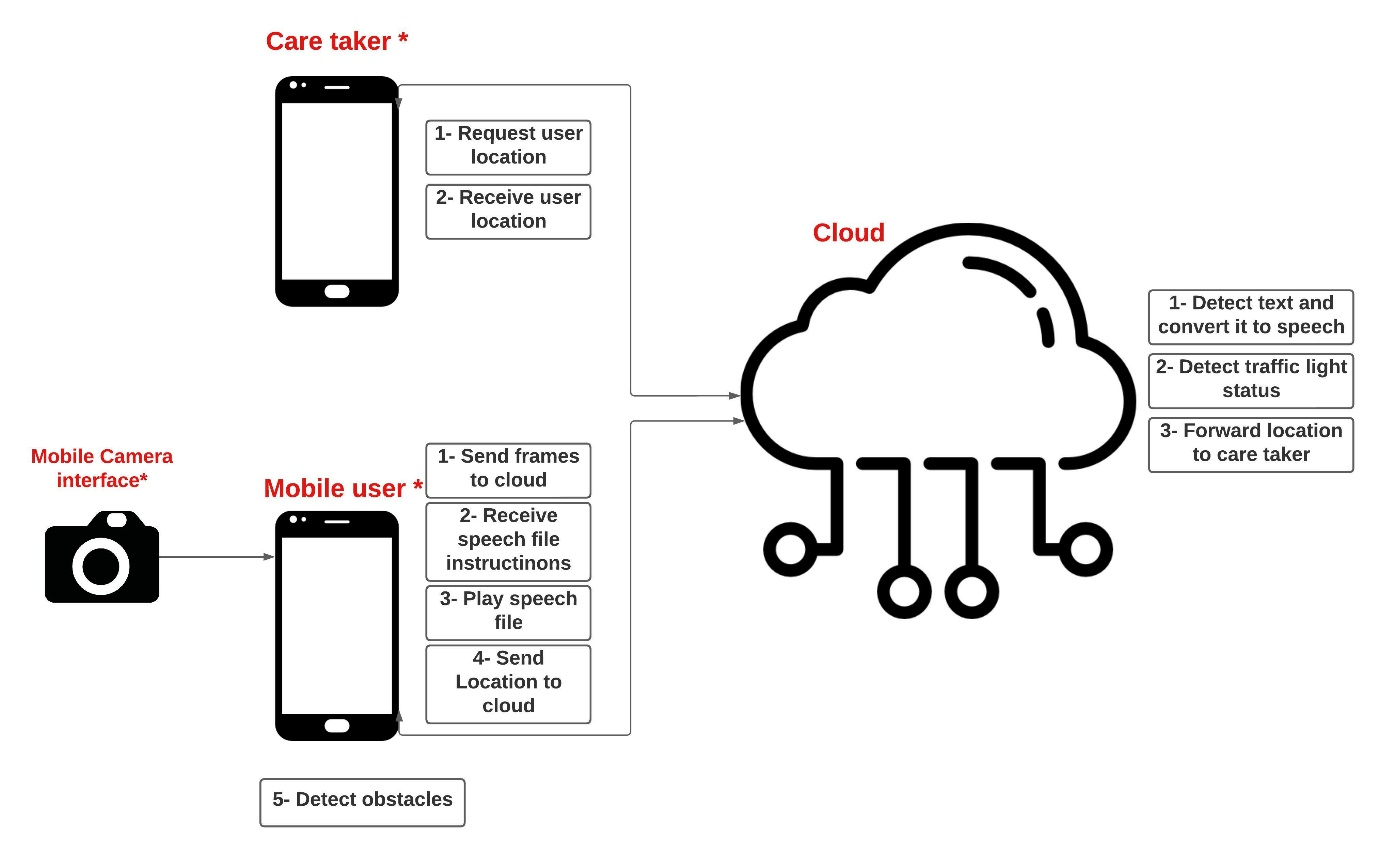 Care taker *
1- Request user
location
2- Receive user
location
Cloud
1- Detect text and
convert it to speech
2- Detect traffic light
status
3- Forward location
to care taker
Mobile Camera
interface*
Mobile user *
1- Send frames
to cloud
2- Receive
speech file
instructinons
3- Play speech
file
4- Send
Location to
cloud
5- Detect obstacles